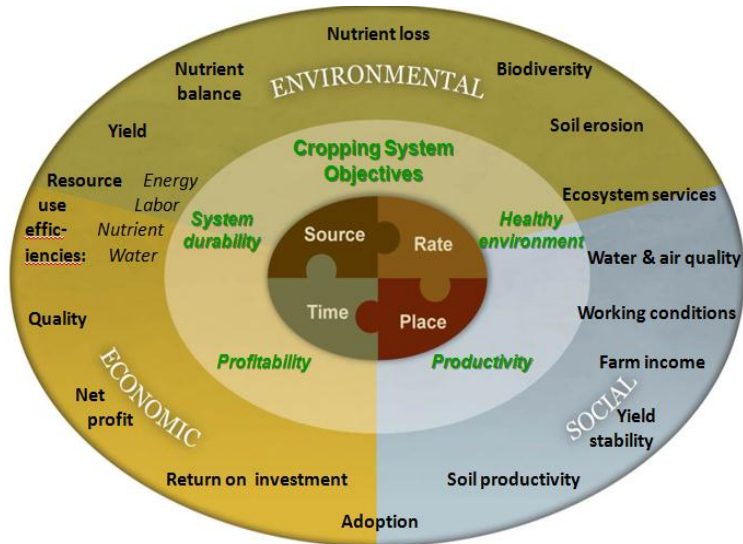 Nutrient loss
Nutrient
balance
ENVIRONMENTAL
Biodiversity
Yield
Soil erosion
Cropping System
Objectives
Resource
use
effic-
iencies:
Energy
Labor
Nutrient
Water
System
durability
Healthy
environment
Ecosystem services
Source
Rate
Time
Place
Water & air quality
Quality
Working conditions
Profitability
Productivity
Farm income
ECONOMIC
SOCIAL
Net
profit
Yield
stability
Return on investment
Soil productivity
Adoption